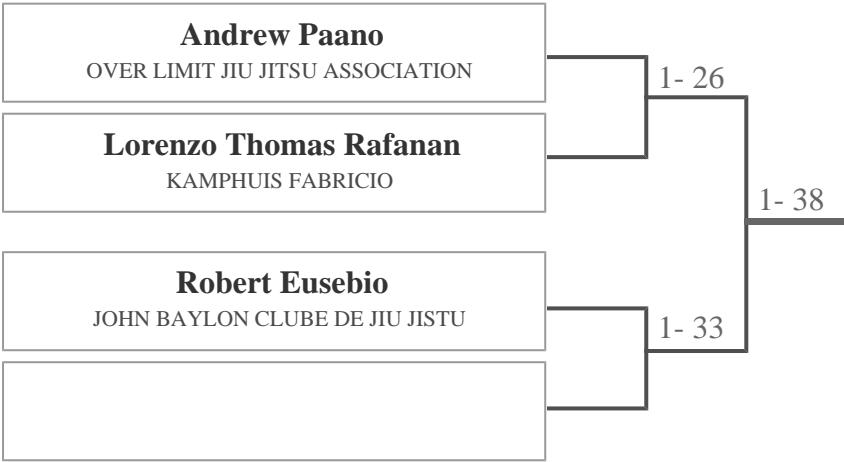 Andrew Paano
OVER LIMIT JIU JITSU ASSOCIATION
1- 26
Lorenzo Thomas Rafanan
KAMPHUIS FABRICIO
1- 38
Robert Eusebio
JOHN BAYLON CLUBE DE JIU JISTU
1- 33